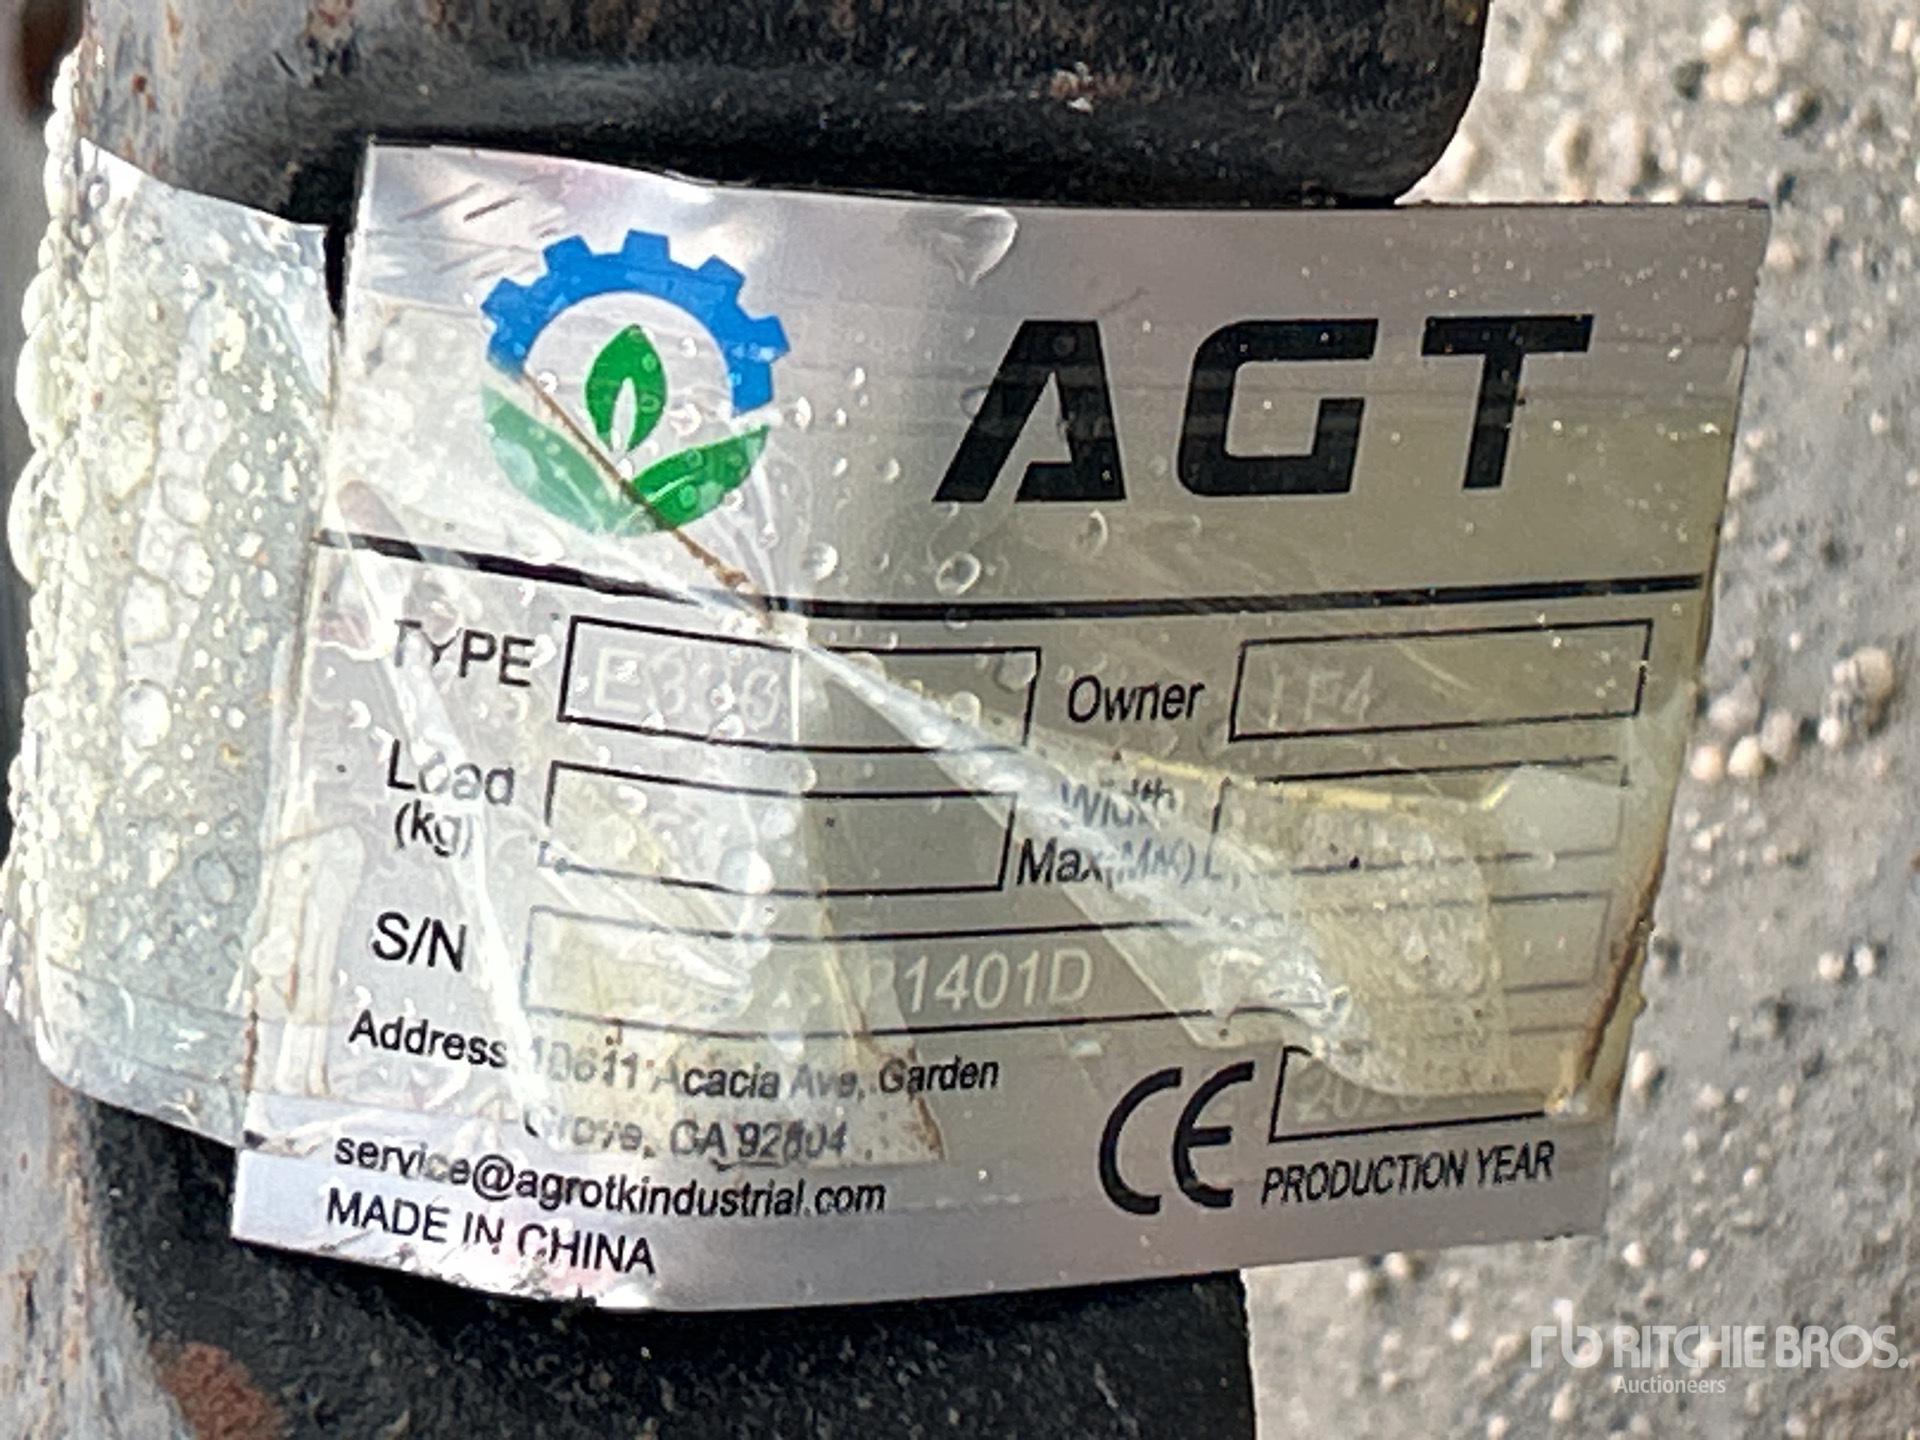 AGT
TYPE Owner
Load
(kg)
Width
Max(MM)
S/N 1401D
Address 10611 Acacia Ave, Garden
Grove, CA 92804
service@agrotkindustrial.com
MADE IN CHINA
CE
PRODUCTION YEAR
RITCHIE BROS.
Auctioneers